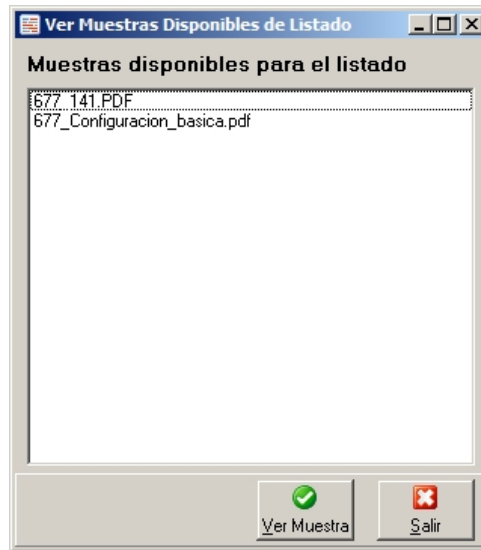 Ver Muestras Disponibles de Listado
Muestras disponibles para el listado
677_141.PDF
677_Configuracion_basica.pdf
Ver Muestra
Salir